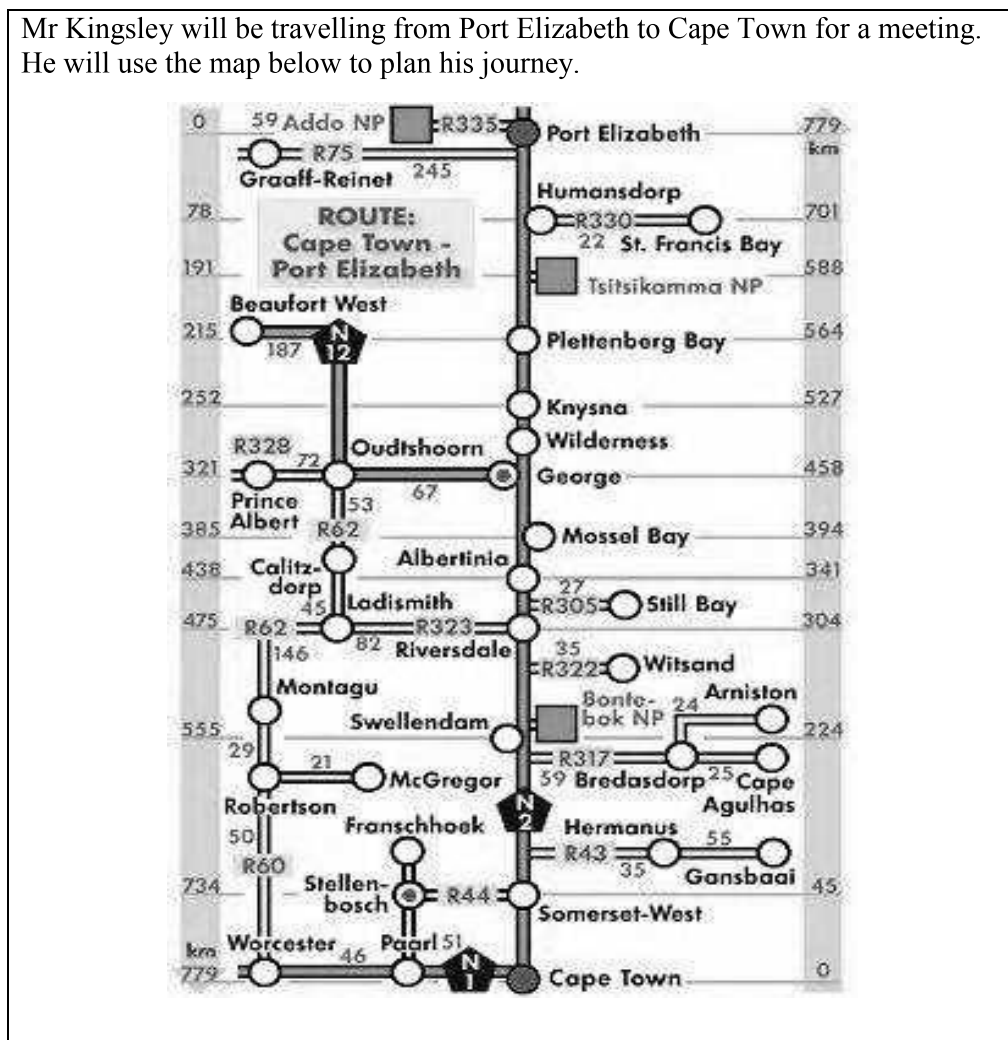 Mr Kingsley will be travelling from Port Elizabeth to Cape Town for a meeting.
He will use the map below to plan his journey.
0 59 Addo NP R335 Port Elizabeth 779
km
R75
245
Graaff-Reinet
Humansdorp
78 ROUTE: R330 701
Cape Town - 22 St. Francis Bay
Port Elizabeth
191 588
Tsitsikamma NP
Beaufort West
215 N 12 Plettenberg Bay 564
187
252 Knysna 527
Wilderness
R328 Oudtshoorn
321 72 George 458
67
Prince
Albert
53
385 R62 Mossel Bay 394
Albertinia
438 Calitz-
dorp 341
27
R305 Still Bay
45 Ladismith
475 R62 R323 304
146 82 Riversdale
35
R322 Witsand
Montagu
Bonte-
bok NP
24 Arniston
Swellendam
555 224
29 R317
59 Bredasdorp 25 Cape
Agulhas
21 McGregor
Robertson
N 2
Franschhoek Hermanus
50 R43 55
35 Gansbaai
R60
734 Stellen-
bosch R44 45
Somerset-West
km Worcester 46 Paarl 51
779 N 1 Cape Town 0